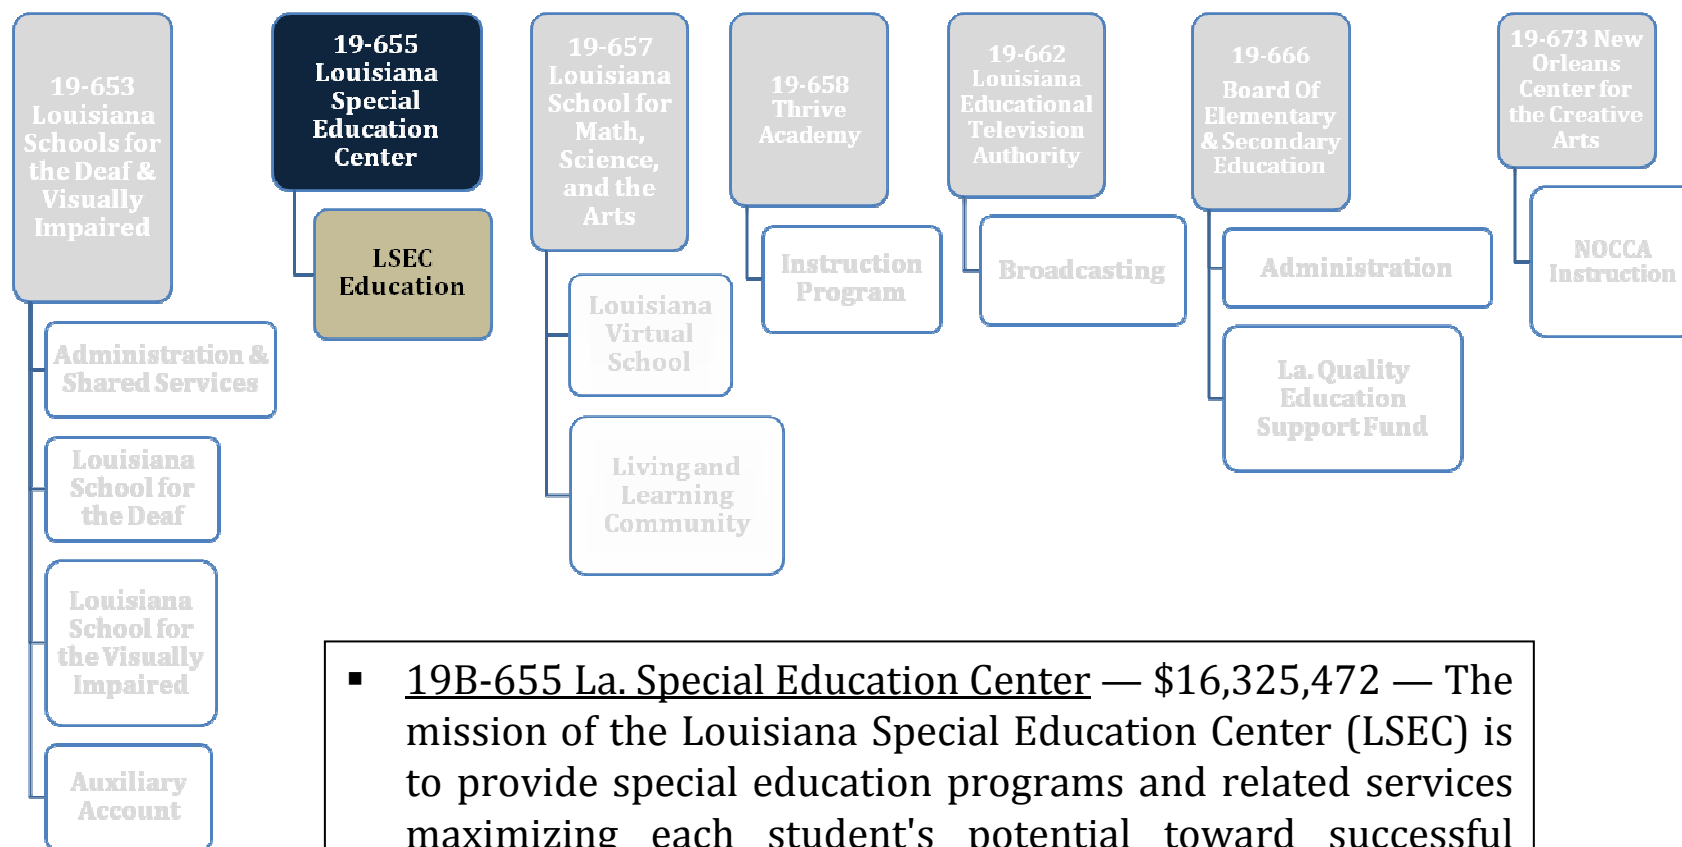 19-653
Louisiana
Schools for
the Deaf &
Visually
Impaired
Administration &
Shared Services
Louisiana
School for
the Deaf
Louisiana
School for
the Visually
Impaired
Auxiliary
Account
19-655
Louisiana
Special
Education
Center
LSEC
Education
19-657
Louisiana
School for
Math,
Science,
and the
Arts
Louisiana
Virtual
School
Living and
Learning
Community
19-658
Thrive
Academy
Instruction
Program
19-662
Louisiana
Educational
Television
Authority
Broadcasting
19-666
Board Of
Elementary
& Secondary
Education
Administration
La. Quality
Education
Support Fund
19-673 New
Orleans
Center for
the Creative
Arts
NOCCA
Instruction
▪ 19B-655 La. Special Education Center — $16,325,472 — The
mission of the Louisiana Special Education Center (LSEC) is
to provide special education programs and related services
maximizing each student's potential toward successful